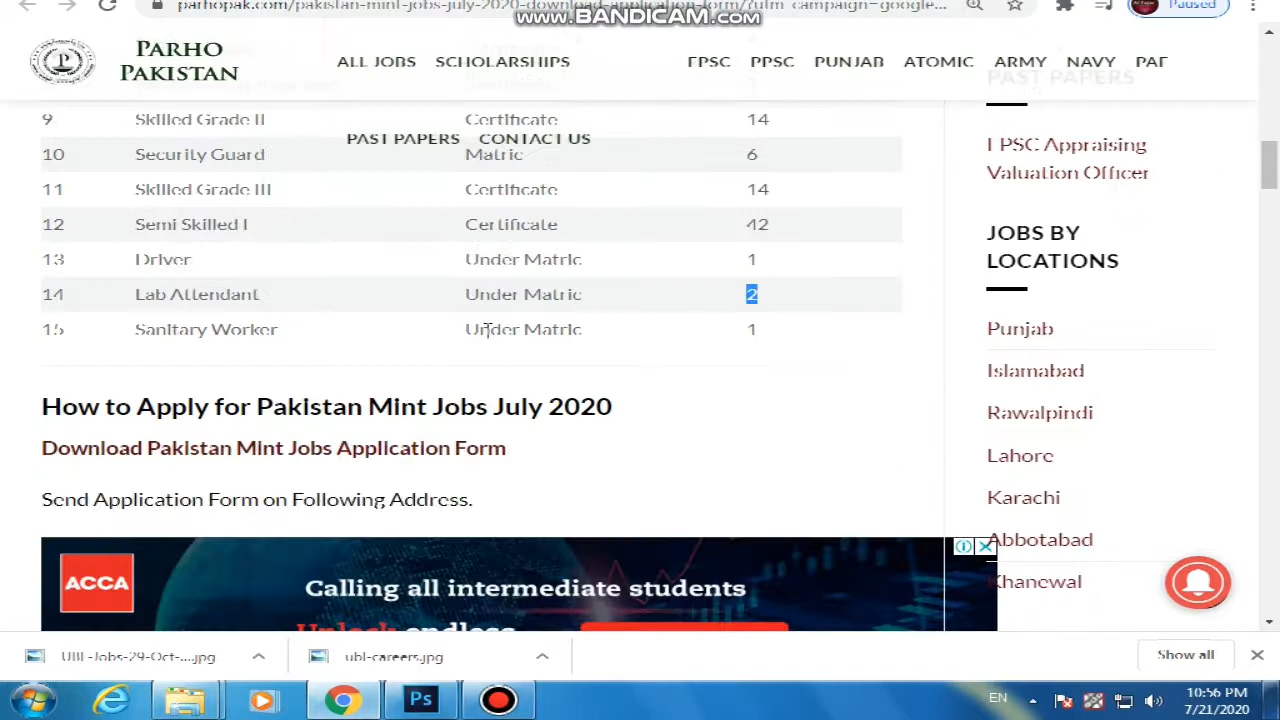 parhopak.com/pakistan-mint-jobs-july-2020-download-application-form/?utm_campaign=google...
Paused
www.BANDICAM.com
PARHO
PAKISTAN
ALL JOBS SCHOLARSHIPS FPSC PPSC PUNJAB ATOMIC ARMY NAVY PAF
PAST PAPERS CONTACT US
PAST PAPERS
9 Skilled Grade II Certificate 14
10 Security Guard Matric 6
11 Skilled Grade III Certificate 14
12 Semi Skilled I Certificate 42
13 Driver Under Matric 1
14 Lab Attendant Under Matric 2
15 Sanitary Worker Under Matric 1
How to Apply for Pakistan Mint Jobs July 2020
Download Pakistan Mint Jobs Application Form
Send Application Form on Following Address.
ACCA
Calling all intermediate students
Unlock endless
FPSC Appraising
Valuation Officer
JOBS BY
LOCATIONS
Punjab
Islamabad
Rawalpindi
Lahore
Karachi
Abbotabad
Khanewal
UBL-Jobs-29-Oct-....jpg
ubl-careers.jpg
Show all
Ps
EN
10:56 PM
7/21/2020